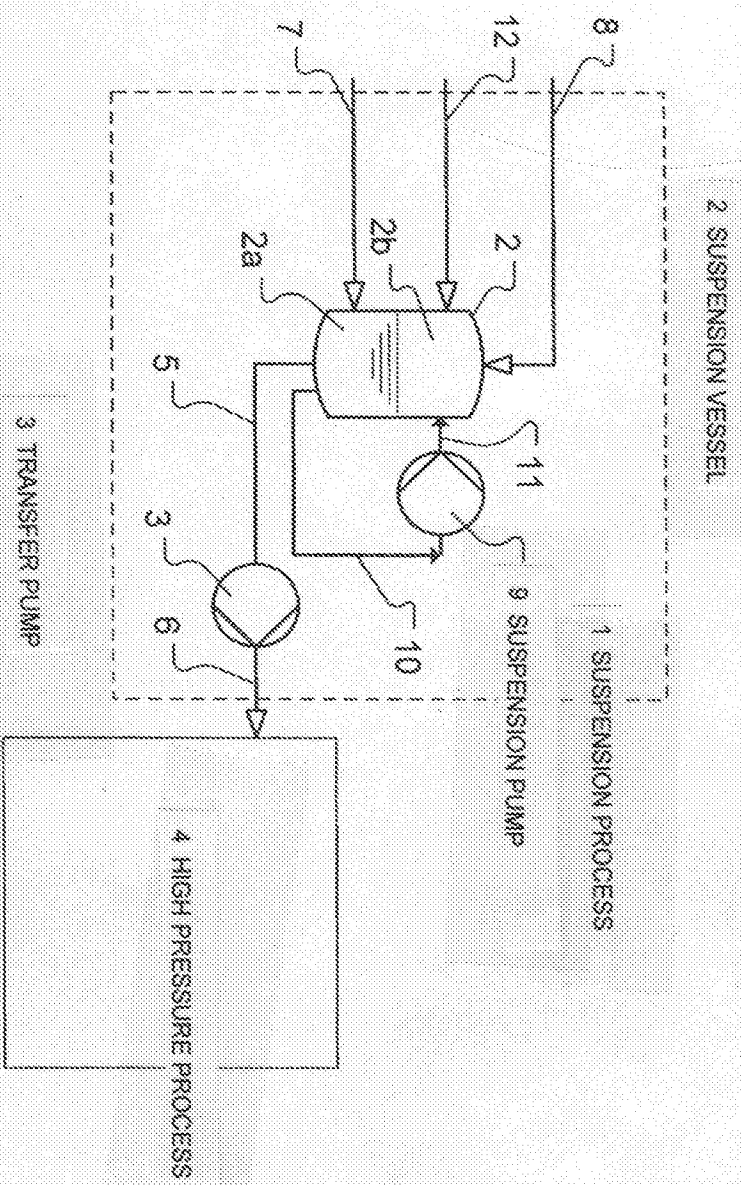 2 SUSPENSION VESSEL
1 SUSPENSION PROCESS
9 SUSPENSION PUMP
8
12
7
2
2b
2a
11
10
5
3
6
4 HIGH PRESSURE PROCESS
3 TRANSFER PUMP